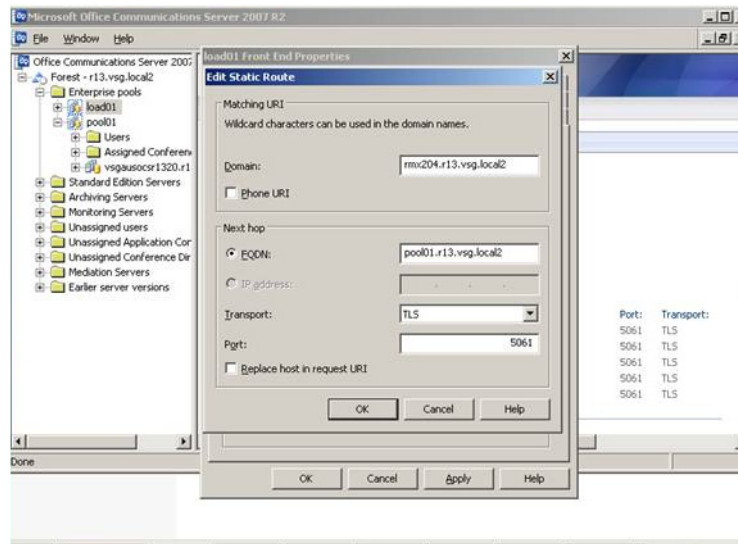 Microsoft Office Communications Server 2007 R2
File Window Help
Office Communications Server 2007
Forest - r13.vsg.local2
Enterprise pools
load01
pool01
Users
Assigned Conferen
vsgausocsr1320.r1
Standard Edition Servers
Archiving Servers
Monitoring Servers
Unassigned users
Unassigned Application Cor
Unassigned Conference Dir
Mediation Servers
Earlier server versions
Done
load01 Front End Properties
Edit Static Route
Matching URI
Wildcard characters can be used in the domain names.
Domain: rmx204.r13.vsg.local2
Phone URI
Next hop
FQDN: pool01.r13.vsg.local2
IP address:
Transport: TLS
Port: 5061
Replace host in request URI
OK Cancel Help
OK Cancel Apply Help
Port: Transport:
5061 TLS
5061 TLS
5061 TLS
5061 TLS
5061 TLS